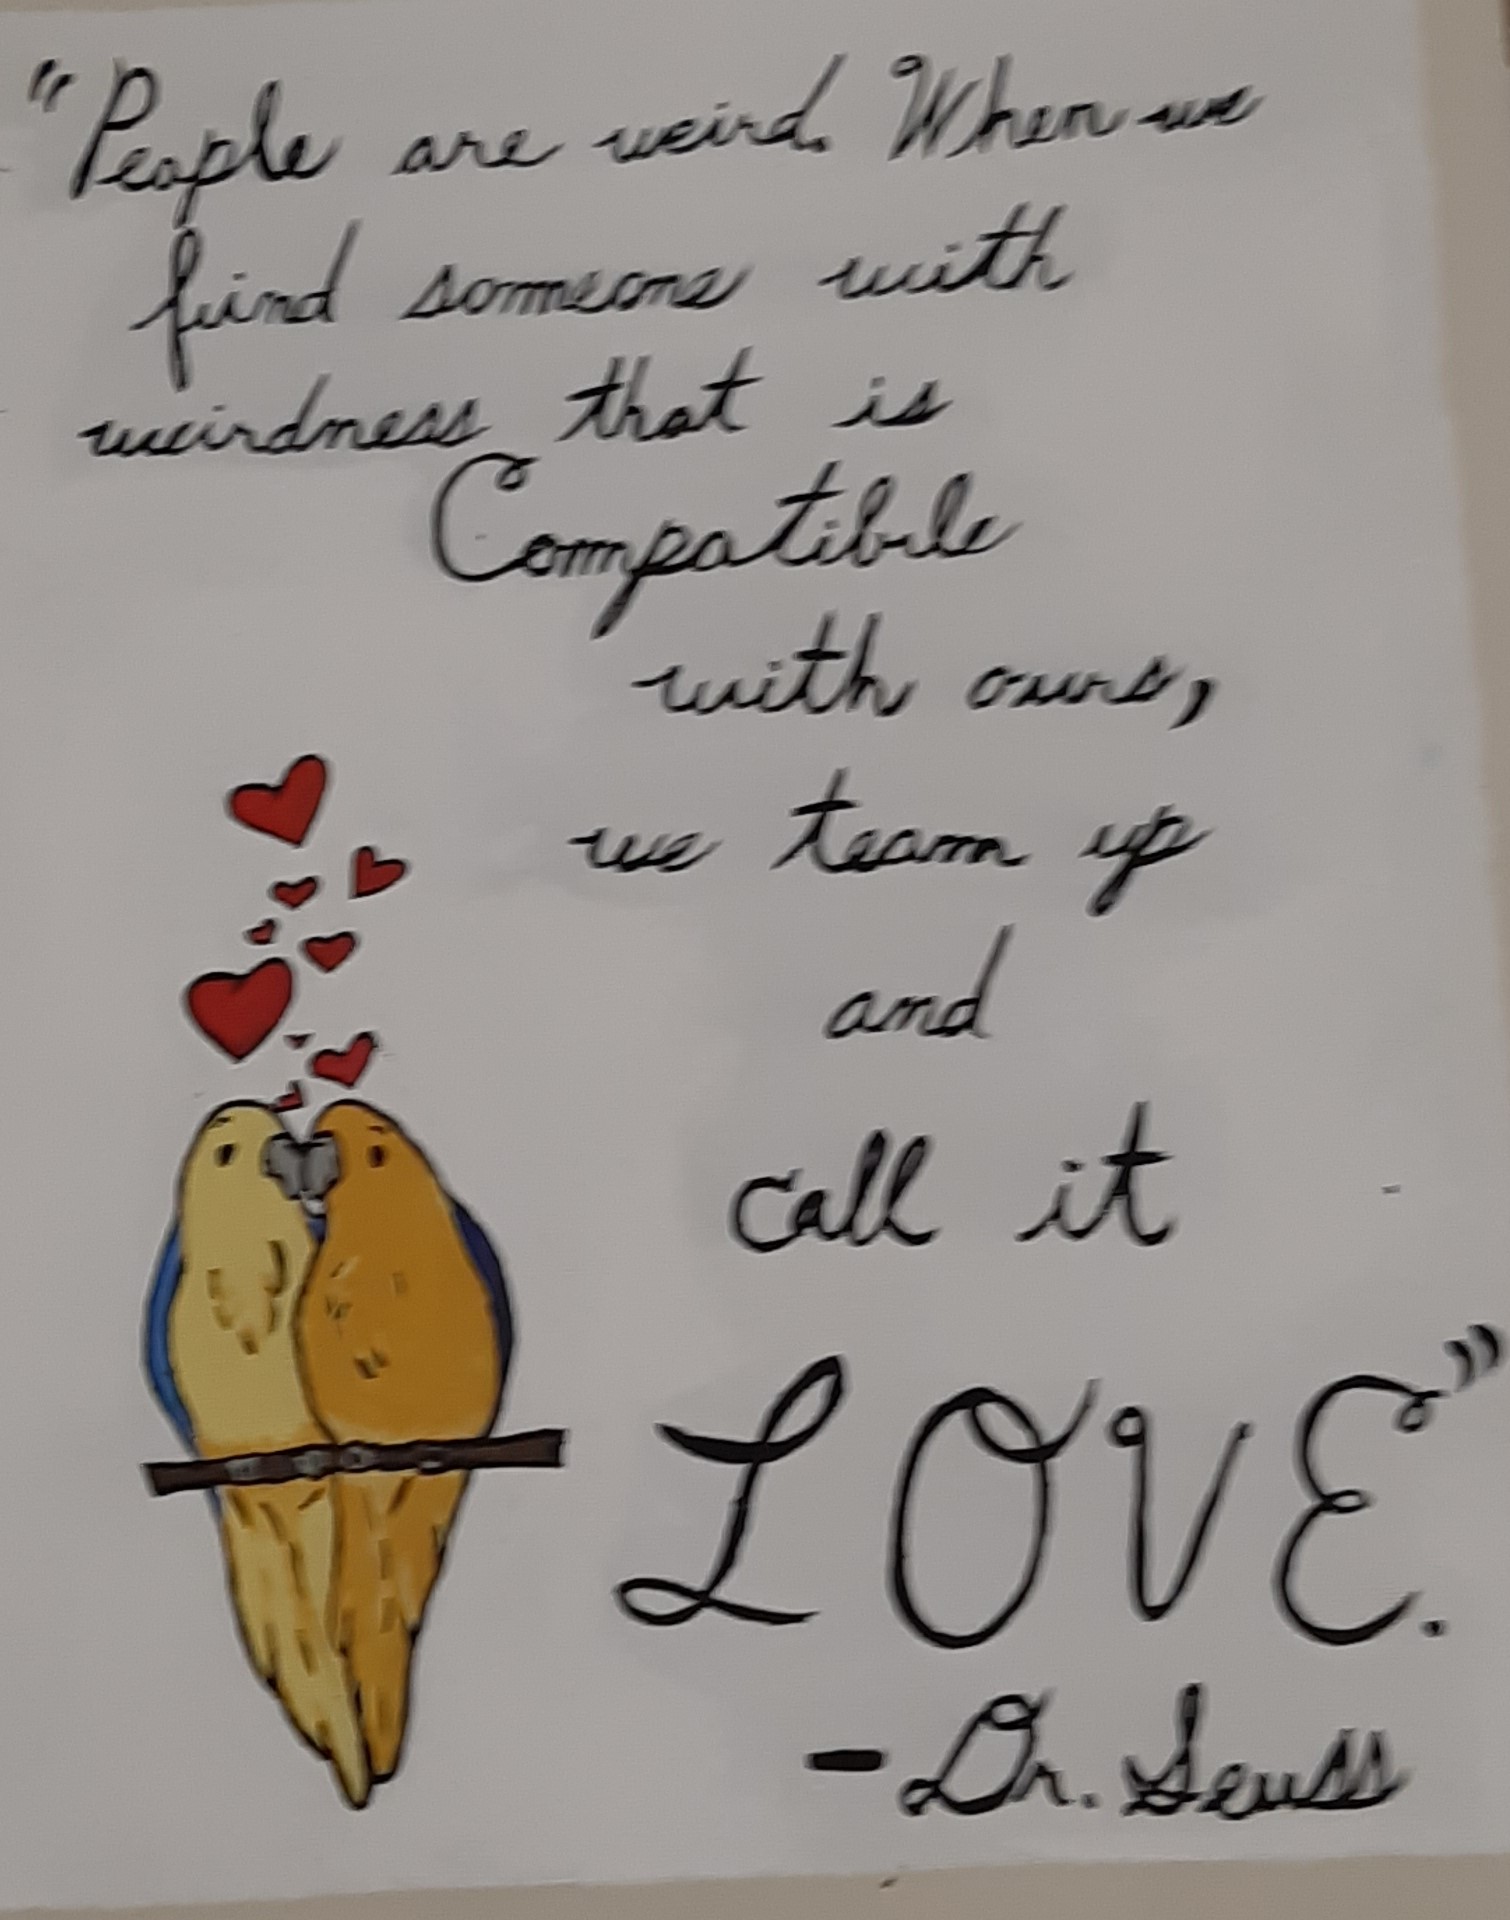 "People are weird. When we
find someone with
weirdness that is
Compatible
with ours,
we team up
and
call it
LOVE."
-Dr. Seuss